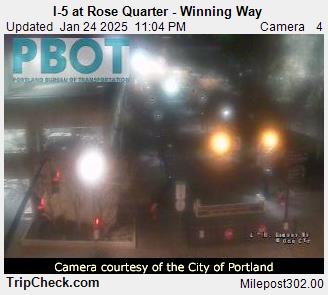 I-5 at Rose Quarter - Winning Way
Updated Jan 24 2025 11:04 PM Camera 4
PBOT
PORTLAND BUREAU OF TRANSPORTATION
Camera courtesy of the City of Portland
TripCheck.com Milepost302.00